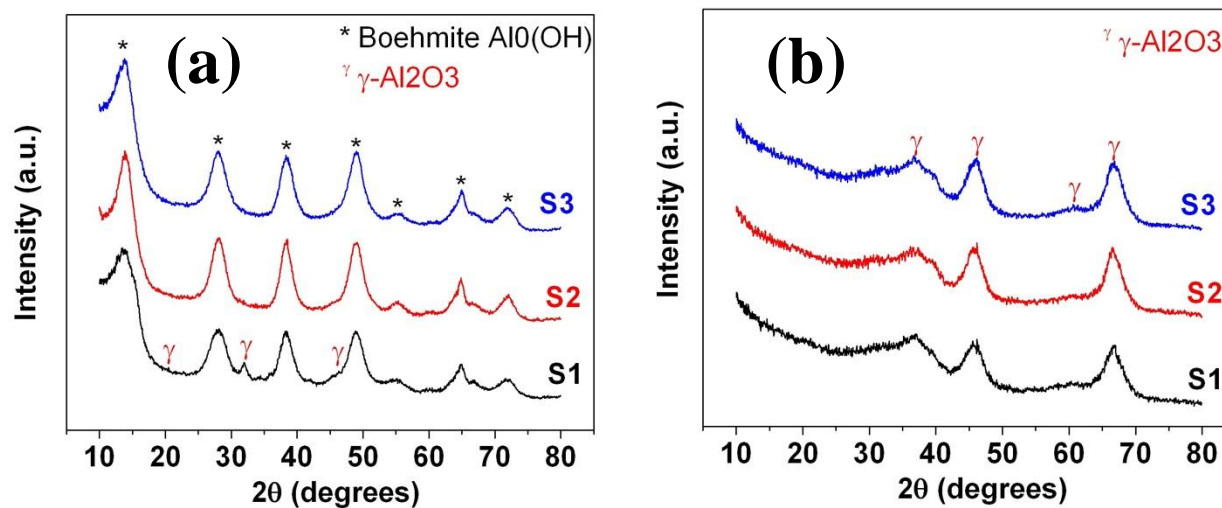 (a)
* Boehmite Al0(OH)
γ γ-Al2O3
*
* * * * * *
S3
S2
γ γ γ
S1
Intensity (a.u.)
10 20 30 40 50 60 70 80
2θ (degrees)
(b)
γ γ-Al2O3
γ γ γ γ
S3
S2
S1
Intensity (a.u.)
10 20 30 40 50 60 70 80
2θ (degrees)